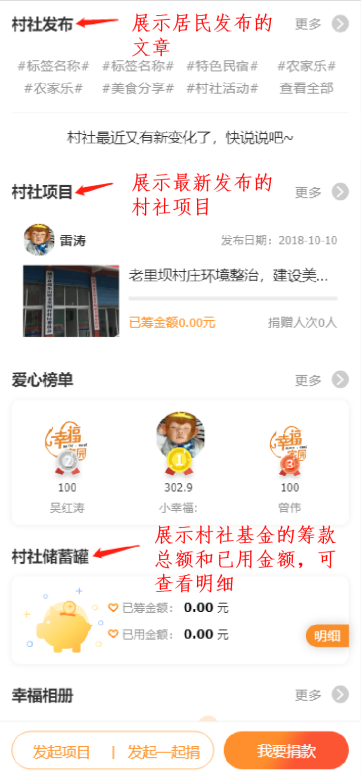 村社发布
展示居民发布的
文章
更多
#标签名称# #标签名称# #特色民宿# #农家乐#
#农家乐# #美食分享# #村社活动# 查看全部
村社最近又有新变化了，快说说吧~
村社项目
展示最新发布的
村社项目
更多
雷涛
发布日期：2018-10-10
老里坝村庄环境整治，建设美...
已筹金额0.00元
捐赠人次0人
爱心榜单
更多
幸福
家园
2
1
幸福
家园
3
100
302.9
100
吴红涛
小幸福:
曾伟
村社储蓄罐
展示村社基金的筹款
总额和已用金额，可
查看明细
已筹金额： 0.00 元
已用金额： 0.00 元
明细
幸福相册
更多
发起项目 | 发起一起捐
我要捐款